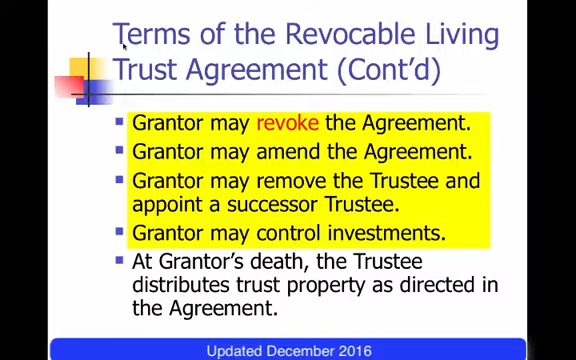 Terms of the Revocable Living
Trust Agreement (Cont'd)
Grantor may revoke the Agreement.
Grantor may amend the Agreement.
Grantor may remove the Trustee and
appoint a successor Trustee.
Grantor may control investments.
At Grantor's death, the Trustee
distributes trust property as directed in
the Agreement.
Updated December 2016